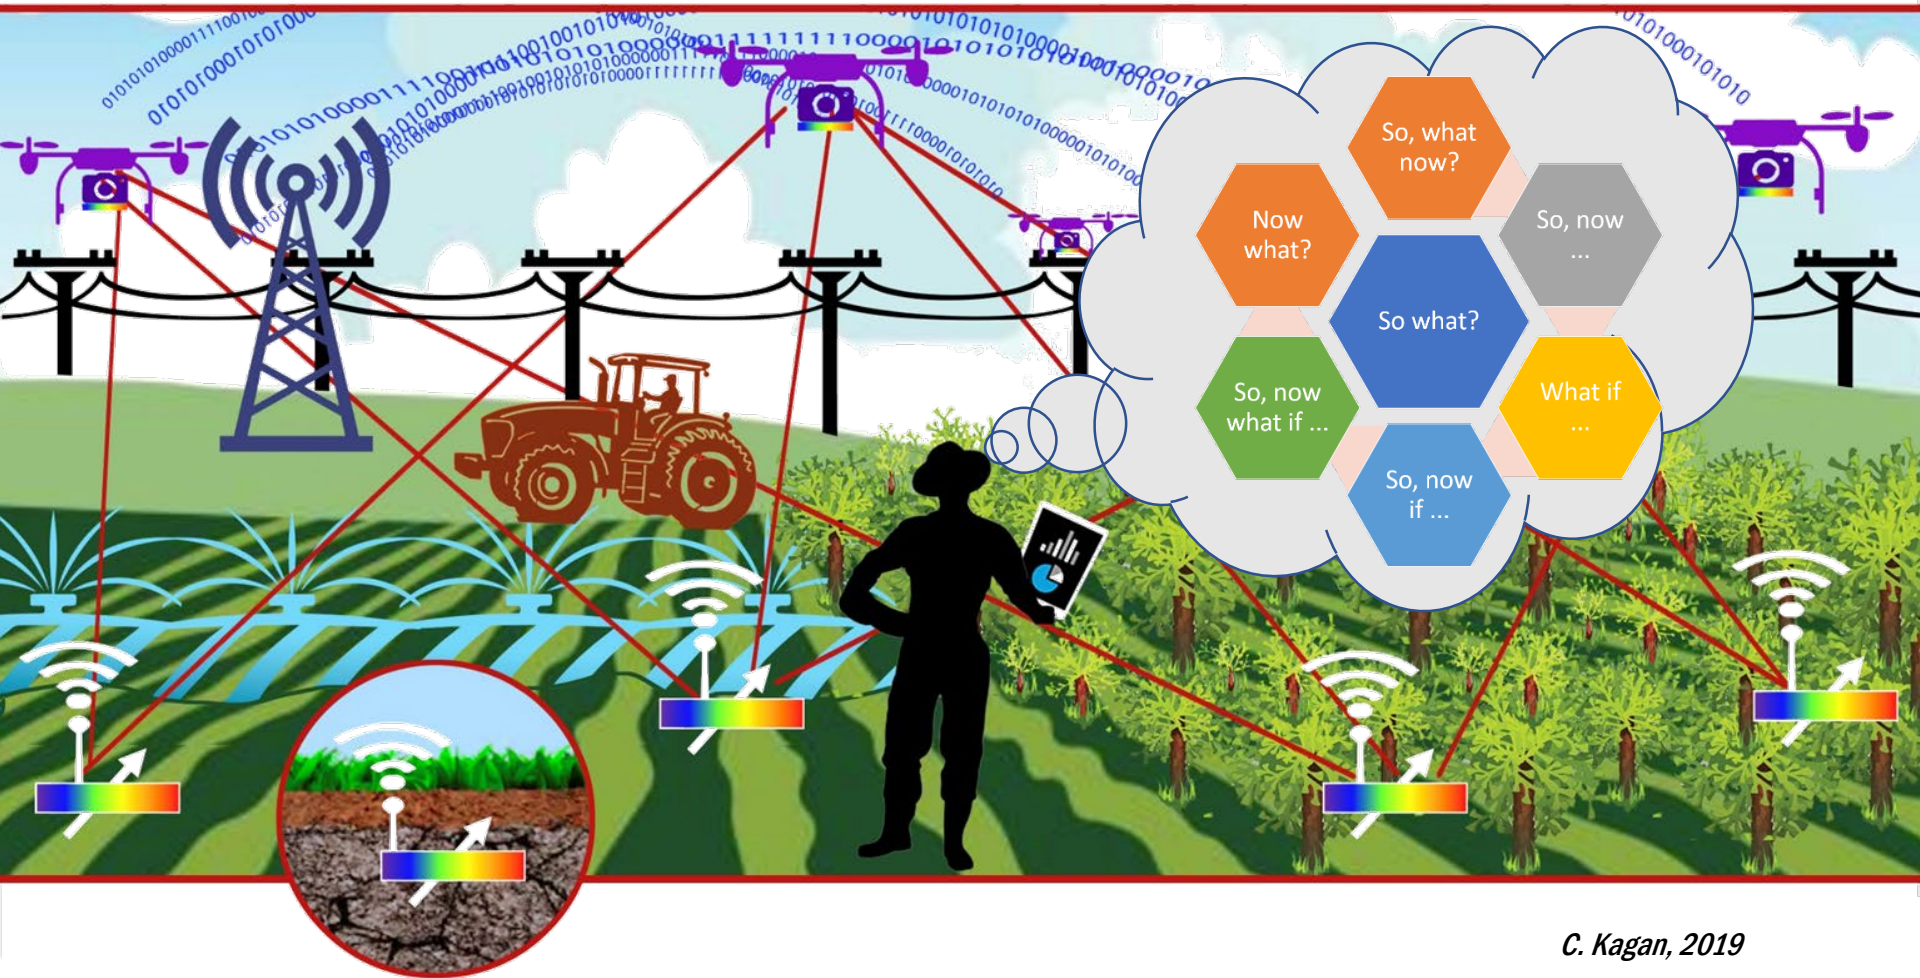 So, what
now?
Now
what?
So, now
...
So what?
So, now
what if ...
What if
...
So, now
if ...
C. Kagan, 2019